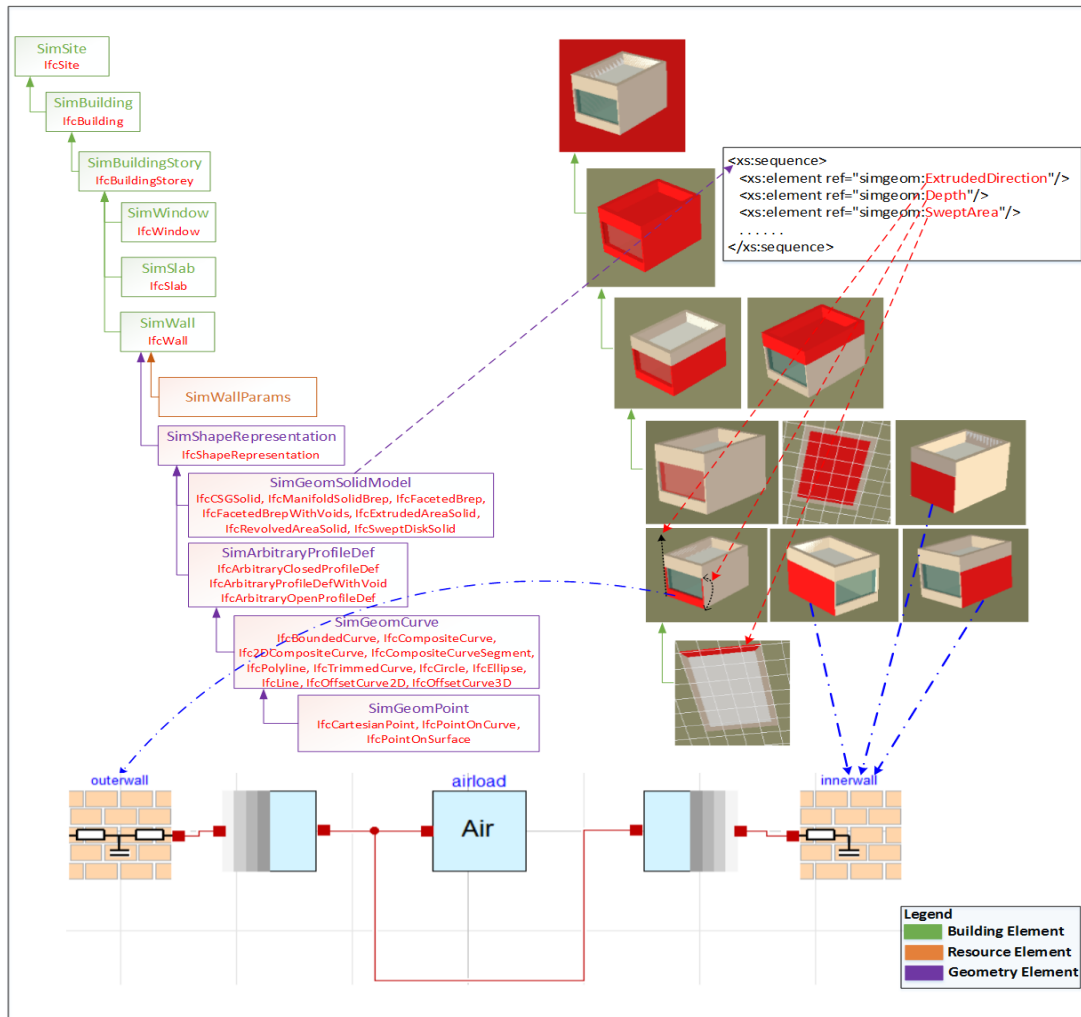 SimSite
IfcSite
SimBuilding
IfcBuilding
SimBuildingStory
IfcBuildingStorey
SimWindow
IfcWindow
SimSlab
IfcSlab
SimWall
IfcWall
SimWallParams
SimShapeRepresentation
IfcShapeRepresentation
SimGeomSolidModel
IfcCSGSolid, IfcManifoldSolidBrep, IfcFacetedBrep,
IfcFacetedBrepWithVoids, IfcExtrudedAreaSolid,
IfcRevolvedAreaSolid, IfcSweptDiskSolid
SimArbitraryProfileDef
IfcArbitraryClosedProfileDef
IfcArbitraryProfileDefWithVoid
IfcArbitraryOpenProfileDef
SimGeomCurve
IfcBoundedCurve, IfcCompositeCurve,
Ifc2DCompositeCurve, IfcCompositeCurveSegment,
IfcPolyline, IfcTrimmedCurve, IfcCircle, IfcEllipse,
IfcLine, IfcOffsetCurve2D, IfcOffsetCurve3D
SimGeomPoint
IfcCartesianPoint, IfcPointOnCurve,
IfcPointOnSurface
<xs:sequence>
<xs:element ref="simgeom:ExtrudedDirection"/>
<xs:element ref="simgeom:Depth"/>
<xs:element ref="simgeom:SweptArea"/>
. . . . . .
</xs:sequence>
outerwall
airload
Air
innerwall
Legend
Building Element
Resource Element
Geometry Element